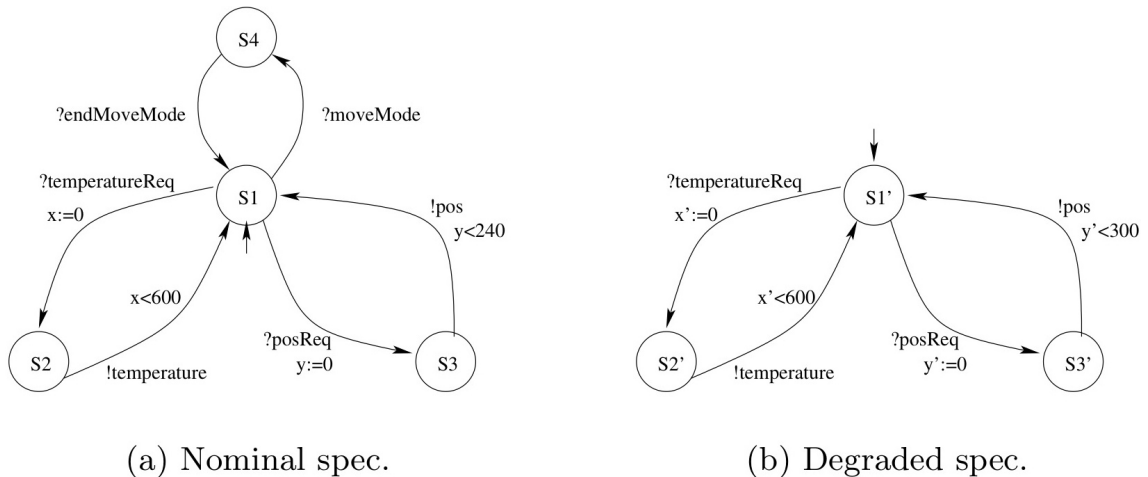 S4
?endMoveMode
?moveMode
?temperatureReq
x:=0
S1
!pos
y<240
x<600
?posReq
y:=0
S2
!temperature
S3
(a) Nominal spec.
?temperatureReq
x':=0
S1'
!pos
y'<300
x'<600
?posReq
y':=0
S2'
!temperature
S3'
(b) Degraded spec.